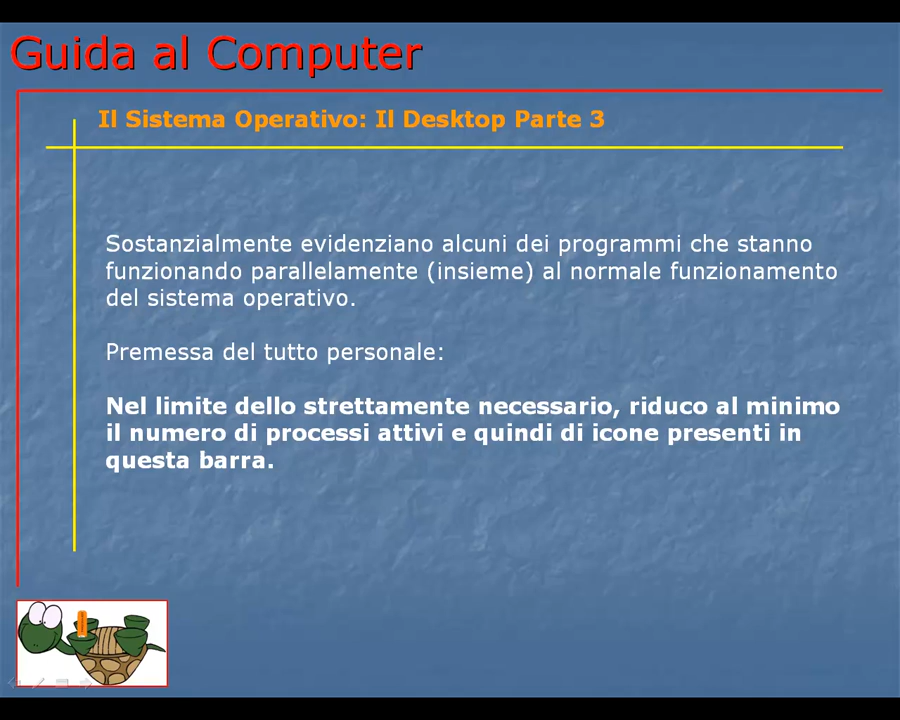 Guida al Computer
Il Sistema Operativo: Il Desktop Parte 3
Sostanzialmente evidenziano alcuni dei programmi che stanno
funzionando parallelamente (insieme) al normale funzionamento
del sistema operativo.
Premessa del tutto personale:
Nel limite dello strettamente necessario, riduco al minimo
il numero di processi attivi e quindi di icone presenti in
questa barra.